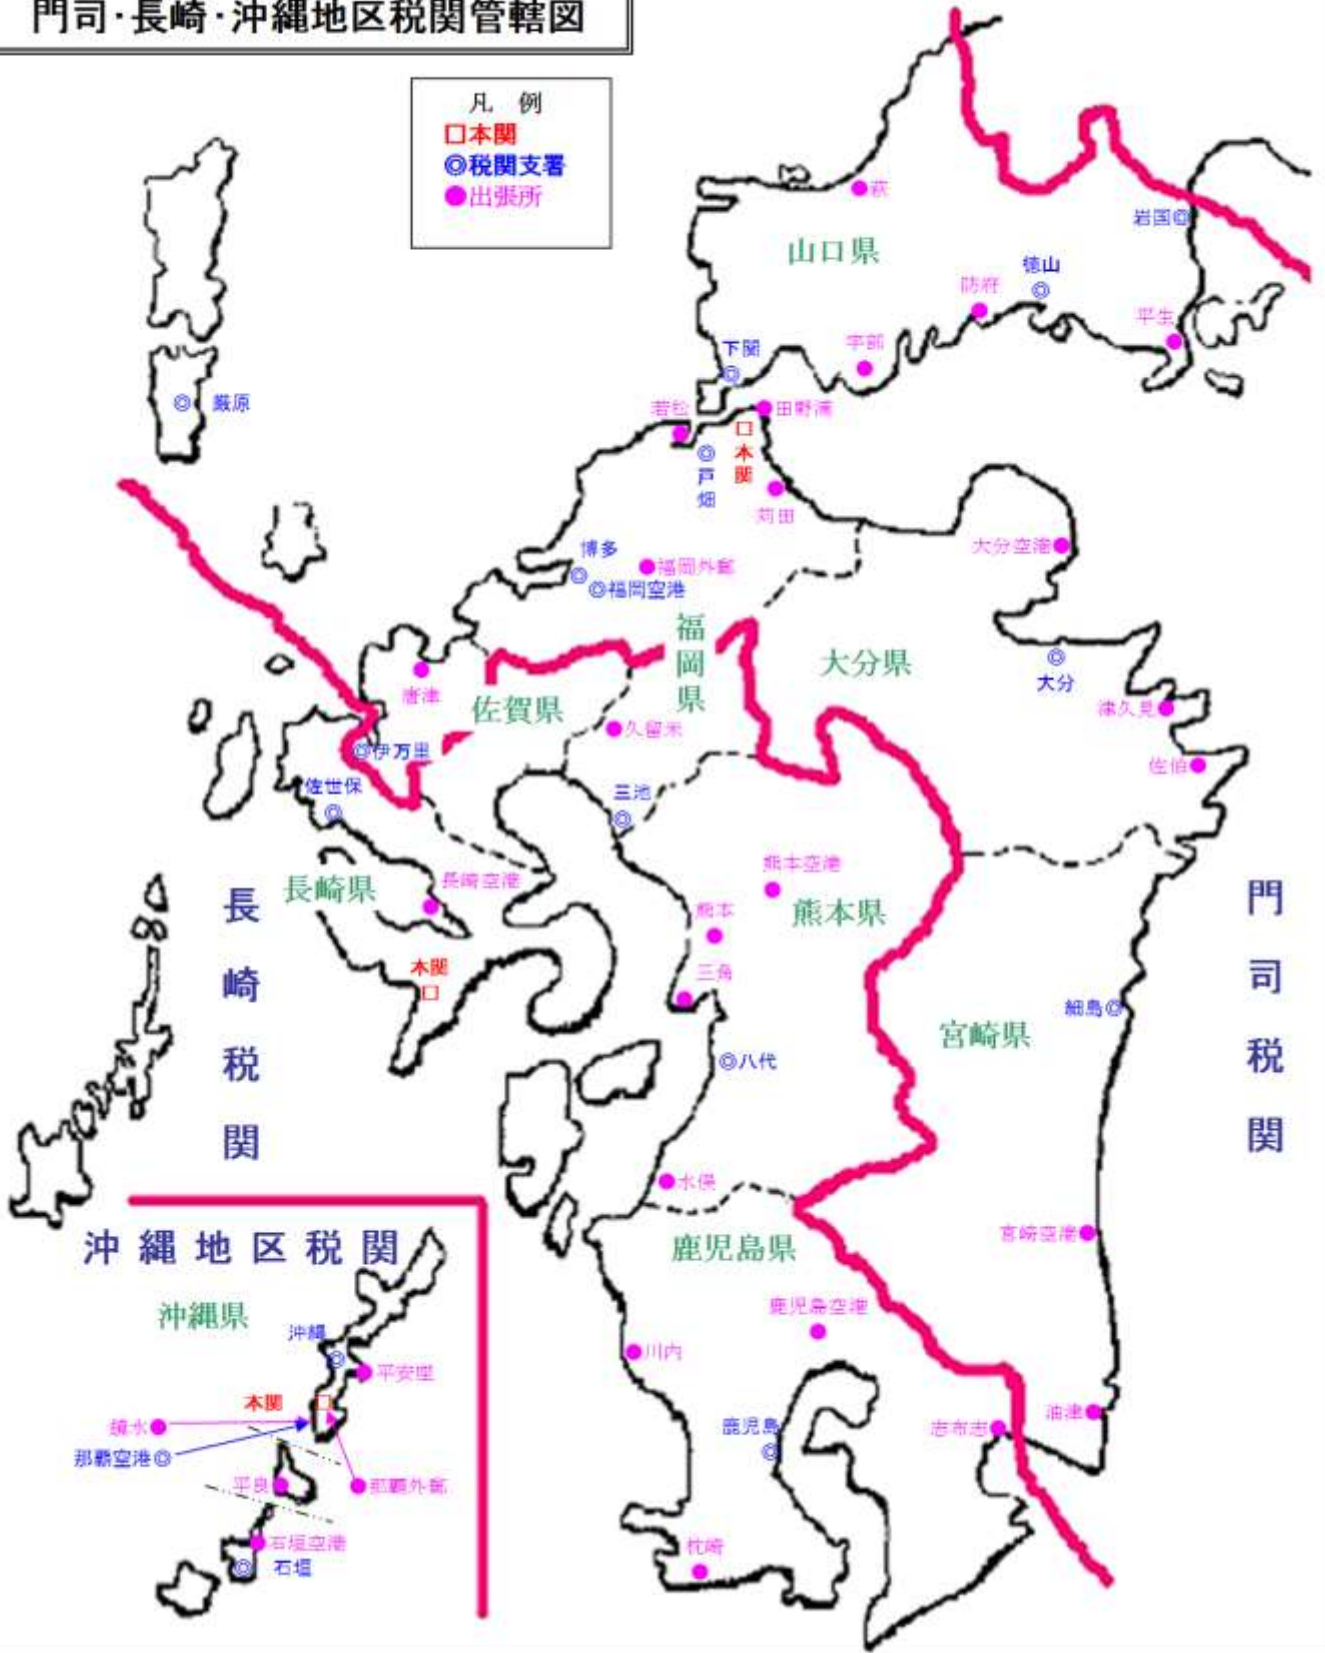 門司・長崎・沖縄地区税関管轄図
凡 例
□本関
◎税関支署
●出張所
萩
岩国◎
山口県
徳山
防府
平生
下関
宇部
厳原
若松
田野浦
本関
戸畑
苅田
大分空港
博多
福岡外郵
◎福岡空港
福岡県
大分県
唐津
大分
佐賀県
津久見
久留米
◎伊万里
佐伯
佐世保
三池
熊本空港
長崎県
長崎空港
長崎税関
門司税関
熊本
熊本県
本関
三角
細島◎
宮崎県
◎八代
水俣
宮崎空港
沖縄地区税関
鹿児島県
沖縄県
鹿児島空港
沖縄
川内
平安座
本関
鏡水
油津
鹿児島
志布志
那覇空港◎
平良
那覇外郵
石垣空港
枕崎
石垣